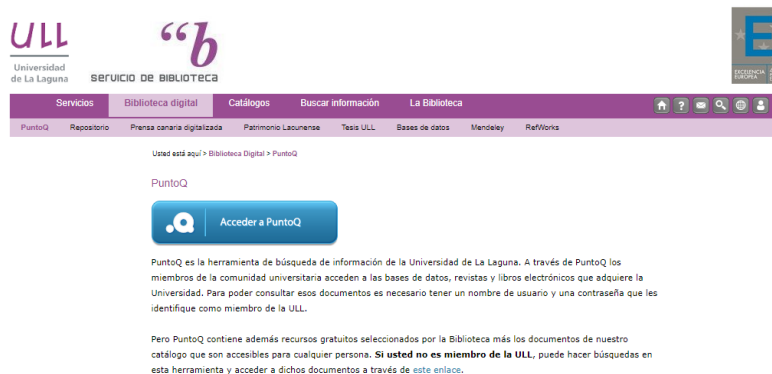 ULL
Universidad
de La Laguna
“b
SERVICIO DE BIBLIOTECA
E
EXCELENCIA
EUROPEA
Servicios Biblioteca digital Catálogos Buscar información La Biblioteca
PuntoQ Repositorio Prensa canaria digitalizada Patrimonio Lacunense Tesis ULL Bases de datos Mendeley RefWorks
Usted está aquí > Biblioteca Digital > PuntoQ
PuntoQ
.Q Acceder a PuntoQ
PuntoQ es la herramienta de búsqueda de información de la Universidad de La Laguna. A través de PuntoQ los
miembros de la comunidad universitaria acceden a las bases de datos, revistas y libros electrónicos que adquiere la
Universidad. Para poder consultar esos documentos es necesario tener un nombre de usuario y una contraseña que les
identifique como miembro de la ULL.
Pero PuntoQ contiene además recursos gratuitos seleccionados por la Biblioteca más los documentos de nuestro
catálogo que son accesibles para cualquier persona. Si usted no es miembro de la ULL, puede hacer búsquedas en
esta herramienta y acceder a dichos documentos a través de este enlace.